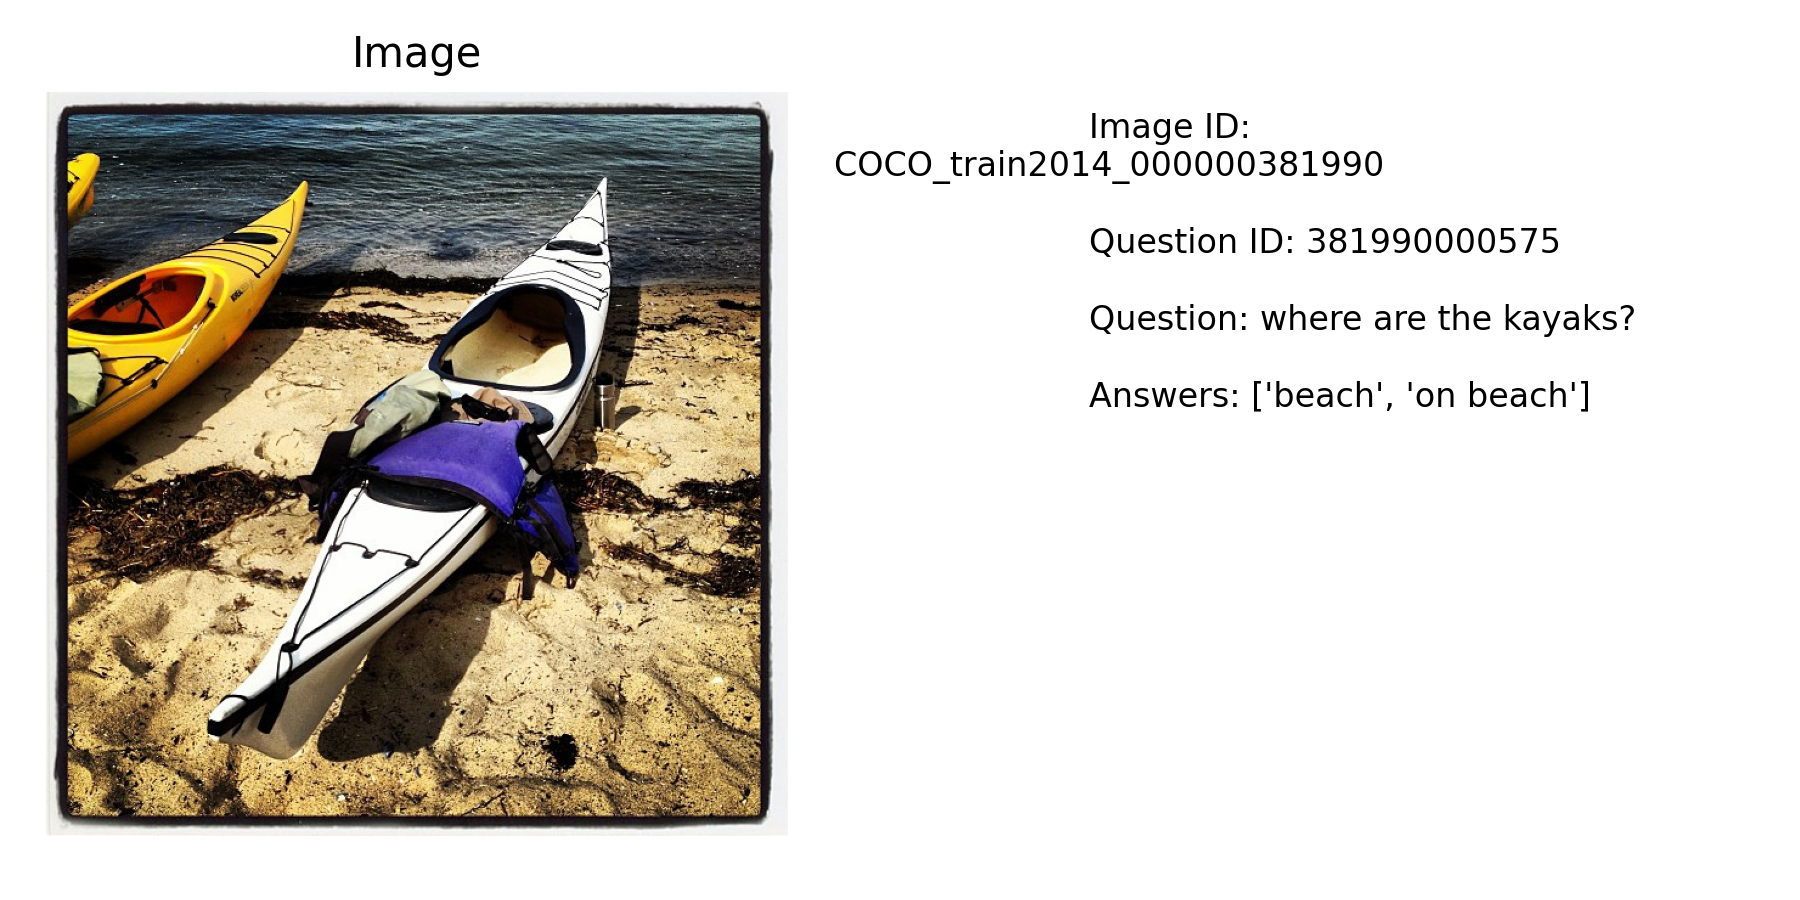 Image
Image ID:
COCO_train2014_000000381990
Question ID: 381990000575
Question: where are the kayaks?
Answers: ['beach', 'on beach']